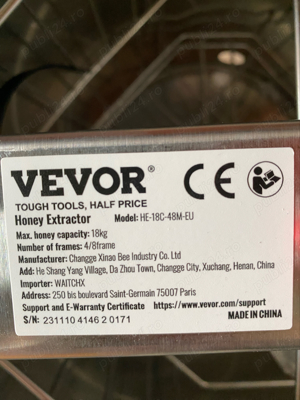 VEVOR®
CE
TOUGH TOOLS, HALF PRICE
Honey Extractor Model: HE-18C-48M-EU
Max. honey capacity: 18kg
Number of frames: 4/8frame
Manufacturer: Changge Xinao Bee Industry Co. Ltd
Add: He Shang Yang Village, Da Zhou Town, Changge City, Xuchang, Henan, China
Importer: WAITCHX
Address: 250 bis boulevard Saint-Germain 75007 Paris
Support and E-Warranty Certificate https://www.vevor.com/support
S/N: 231110 4146 2 0171 MADE IN CHINA